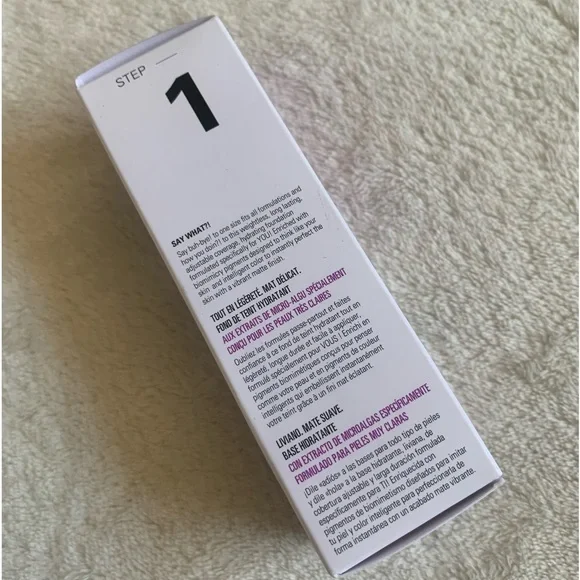 STEP
1
SAY WHAT?!
Say buh-bye! to one size fits all formulations and
how you doin?! to this weightless, long lasting,
adjustable coverage, hydrating foundation
formulated specifically for YOU! Enriched with
biomimicry pigments designed to think like your
skin and intelligent color to instantly perfect the
skin with a vibrant matte finish.
TOUT EN LÉGÈRETÉ, MAT DÉLICAT.
FOND DE TEINT HYDRATANT
AUX EXTRAITS DE MICRO-ALGU SPÉCIALEMENT
CONÇU POUR LES PEAUX TRÈS CLAIRES
Oubliez les formules passe-partout et faites
confiance à ce fond de teint hydratant tout en
légèreté, longue durée et facile à appliquer,
formulé spécialement pour VOUS ! Enrichi en
pigments biomimétiques conçus pour penser
comme votre peau et en pigments de couleur
intelligents qui embellissent instantanément
votre teint grâce à un fini mat éclatant.
LIVIANO, MATE SUAVE.
BASE HIDRATANTE
CON EXTRACTO DE MICROALGAS ESPECÍFICAMENTE
FORMULADO PARA PIELES MUY CLARAS
¡Dile «adiós» a las bases para todo tipo de pieles
y dile «hola» a la base hidratante, liviana, de
cobertura ajustable y larga duración formulada
específicamente para TI! Enriquecida con
pigmentos de biomimetismo diseñados para imitar
tu piel y color inteligente para perfeccionarla de
forma instantánea con un acabado mate vibrante.